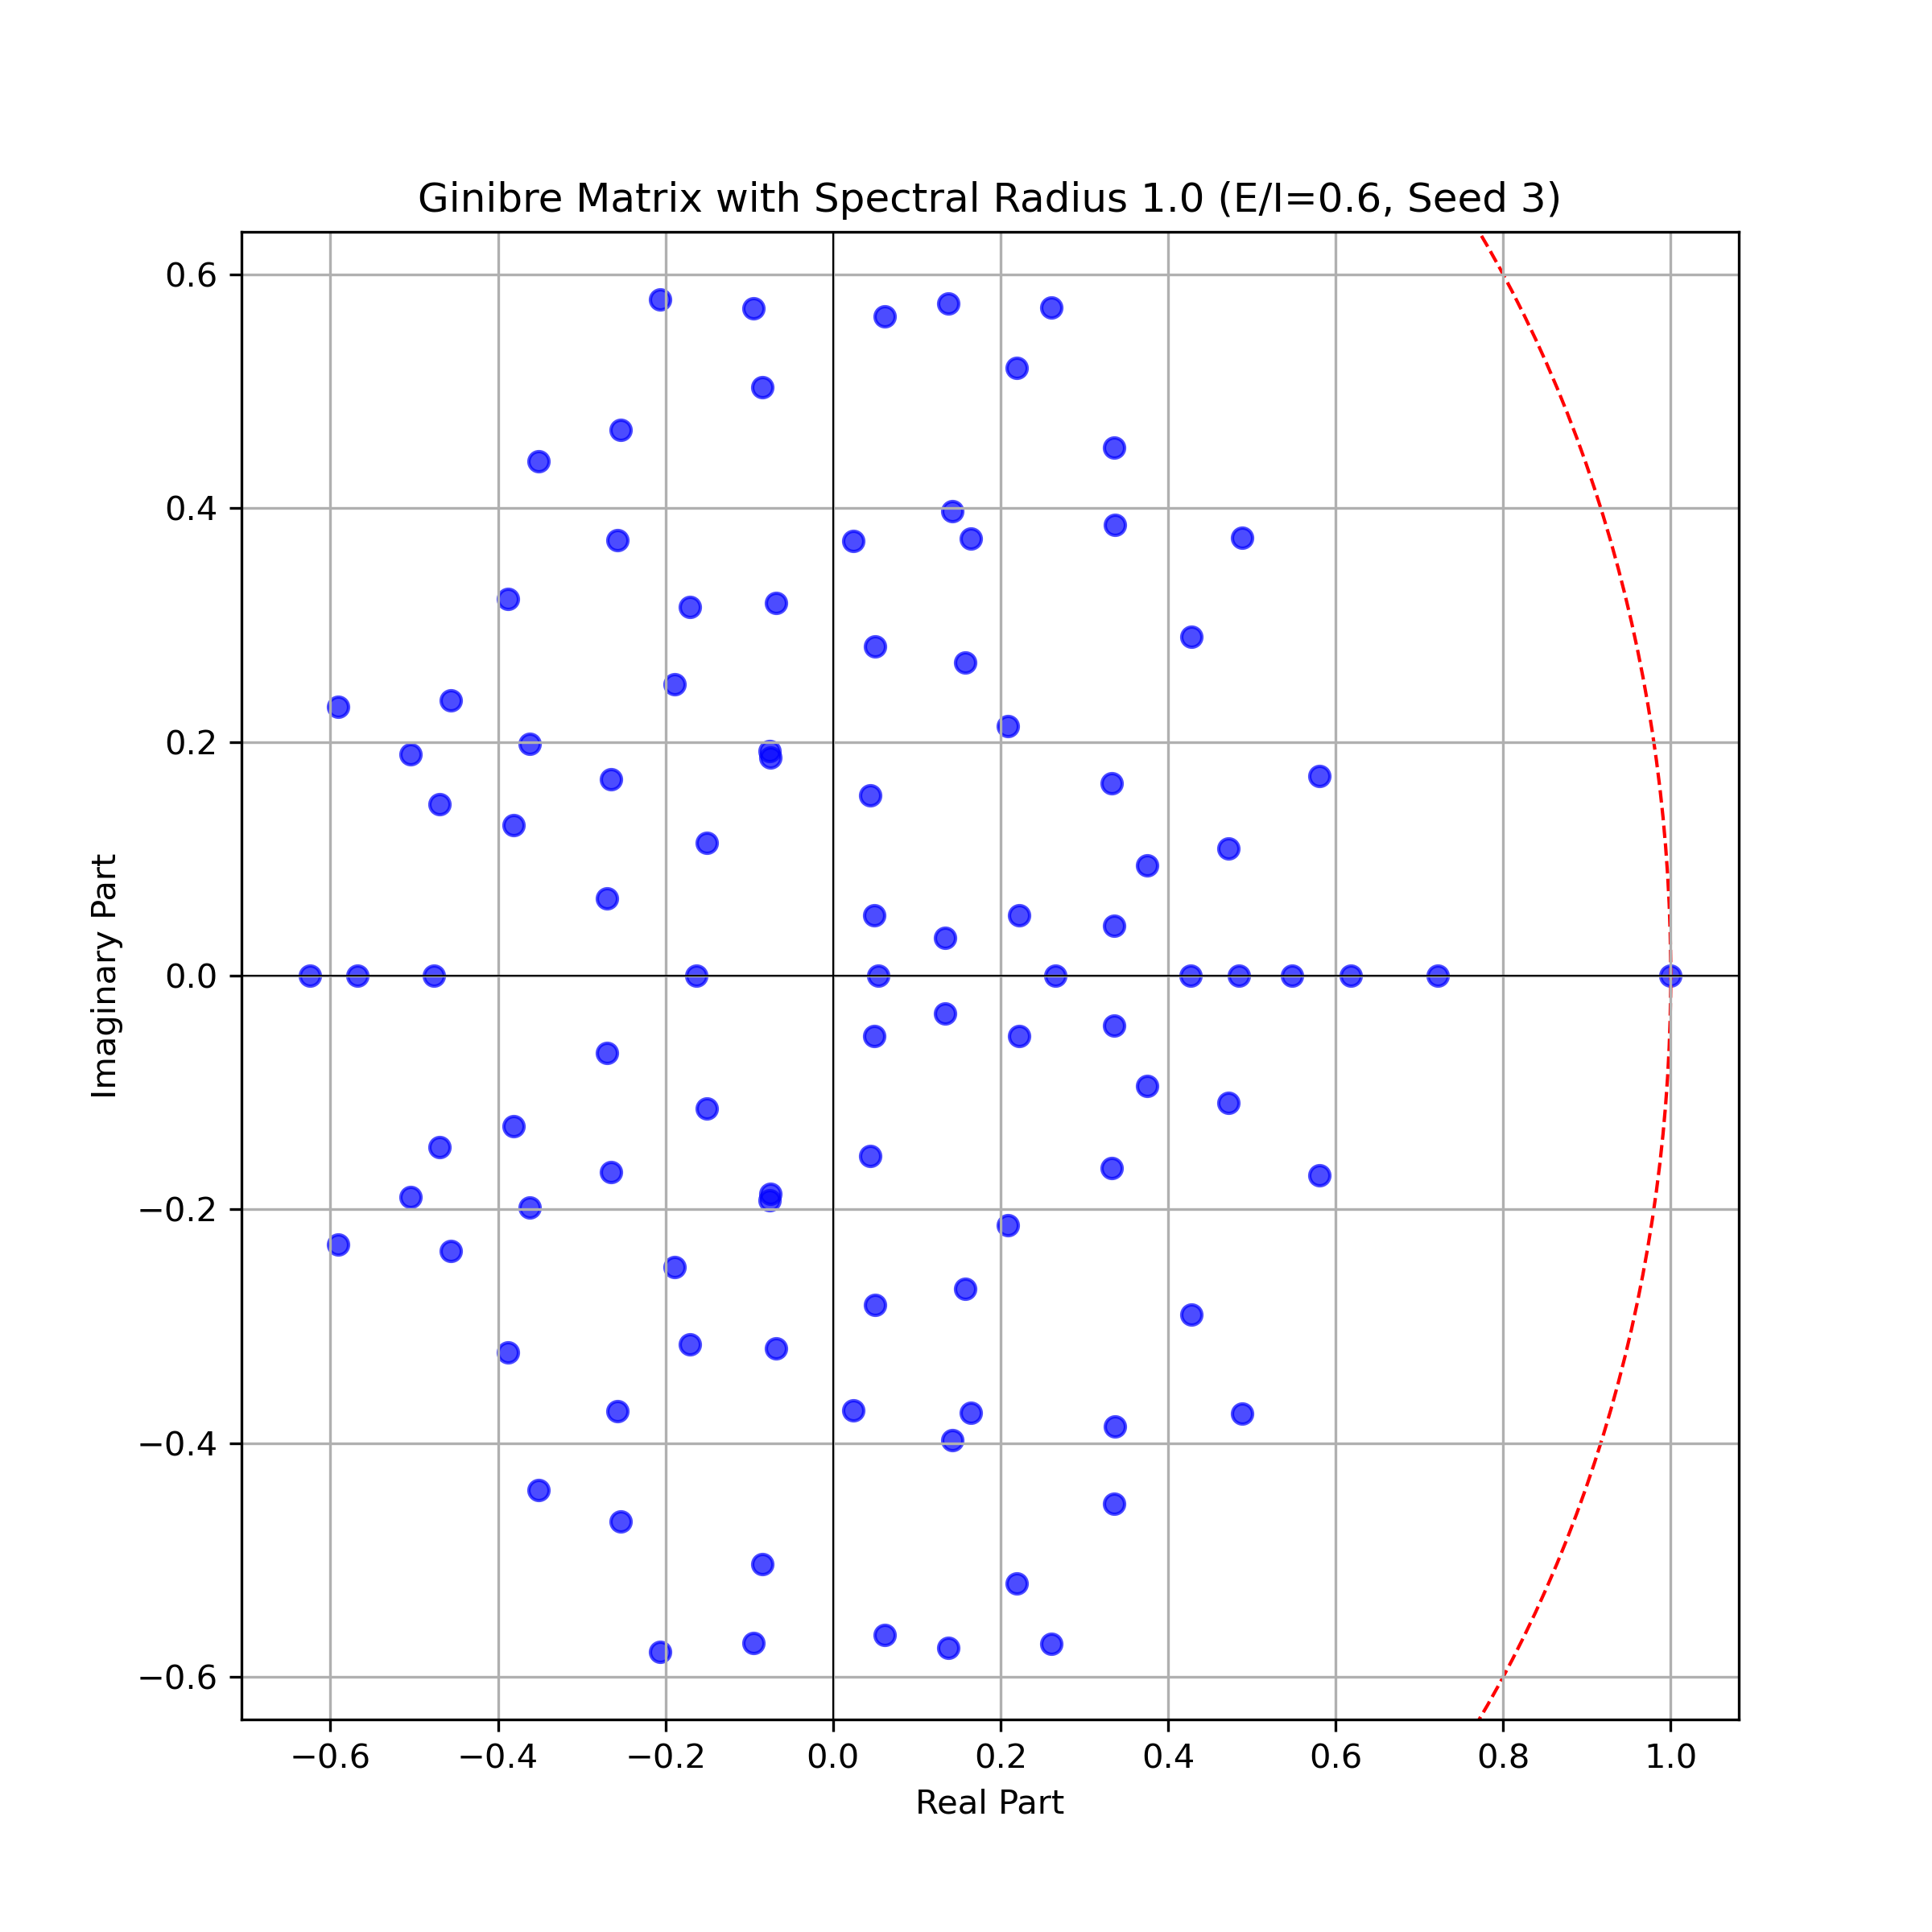 Ginibre Matrix with Spectral Radius 1.0 (E/I=0.6, Seed 3)
0.6
0.4
0.2
0.0
−0.2
−0.4
−0.6
Imaginary Part
−0.6 −0.4 −0.2 0.0 0.2 0.4 0.6 0.8 1.0
Real Part